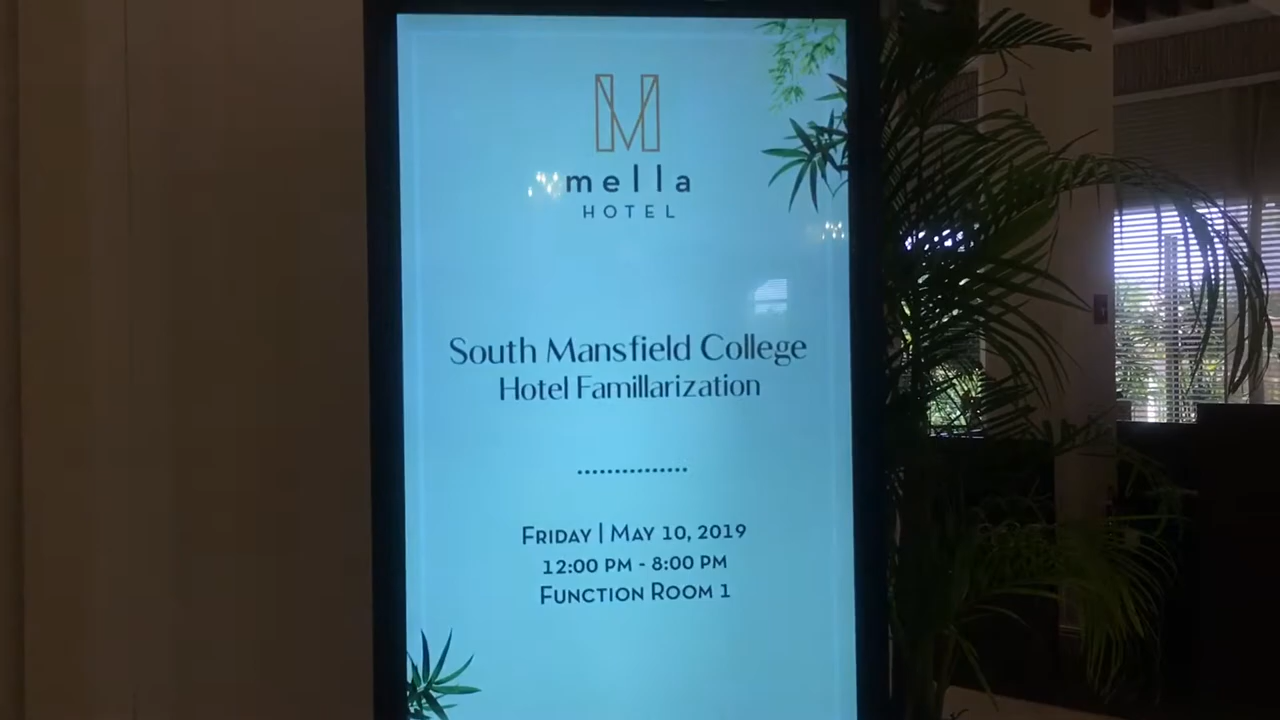 mella
HOTEL
South Mansfield College
Hotel Famillarization
FRIDAY | MAY 10, 2019
12:00 PM - 8:00 PM
FUNCTION ROOM 1